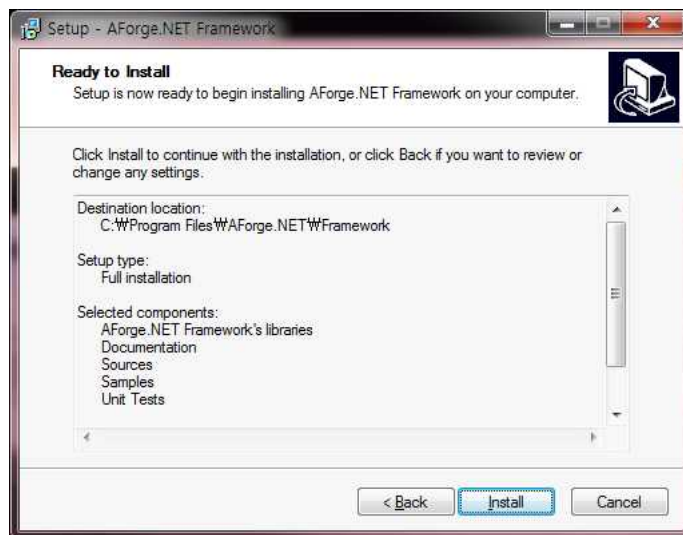 Setup - AForge.NET Framework
Ready to Install
Setup is now ready to begin installing AForge.NET Framework on your computer.
Click Install to continue with the installation, or click Back if you want to review or
change any settings.
Destination location:
C:₩Program Files₩AForge.NET₩Framework
Setup type:
Full installation
Selected components:
AForge.NET Framework's libraries
Documentation
Sources
Samples
Unit Tests
< Back
Install
Cancel